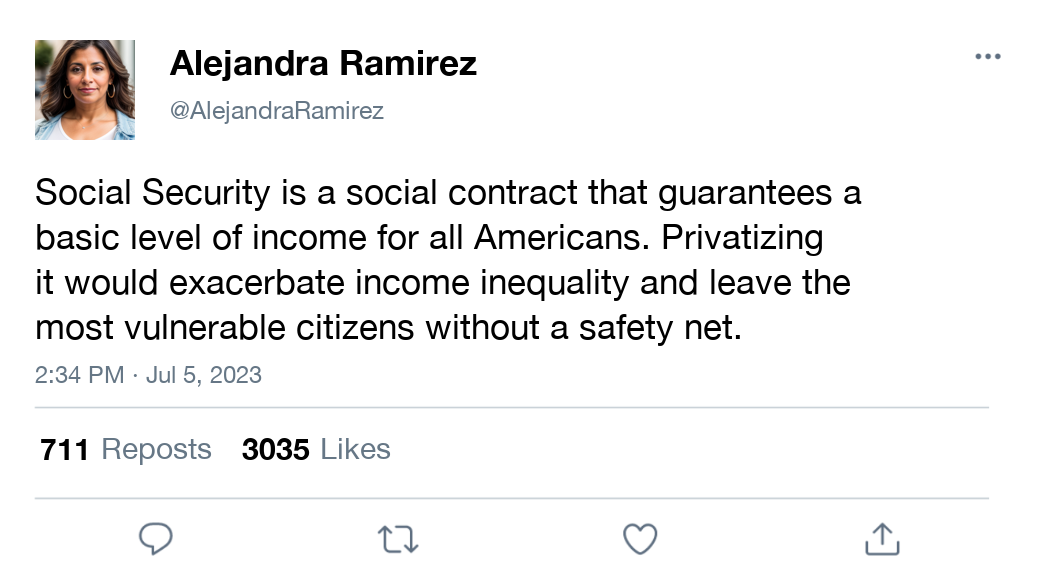 Alejandra Ramirez
@AlejandraRamirez
Social Security is a social contract that guarantees a
basic level of income for all Americans. Privatizing
it would exacerbate income inequality and leave the
most vulnerable citizens without a safety net.
2:34 PM · Jul 5, 2023
711 Reposts 3035 Likes